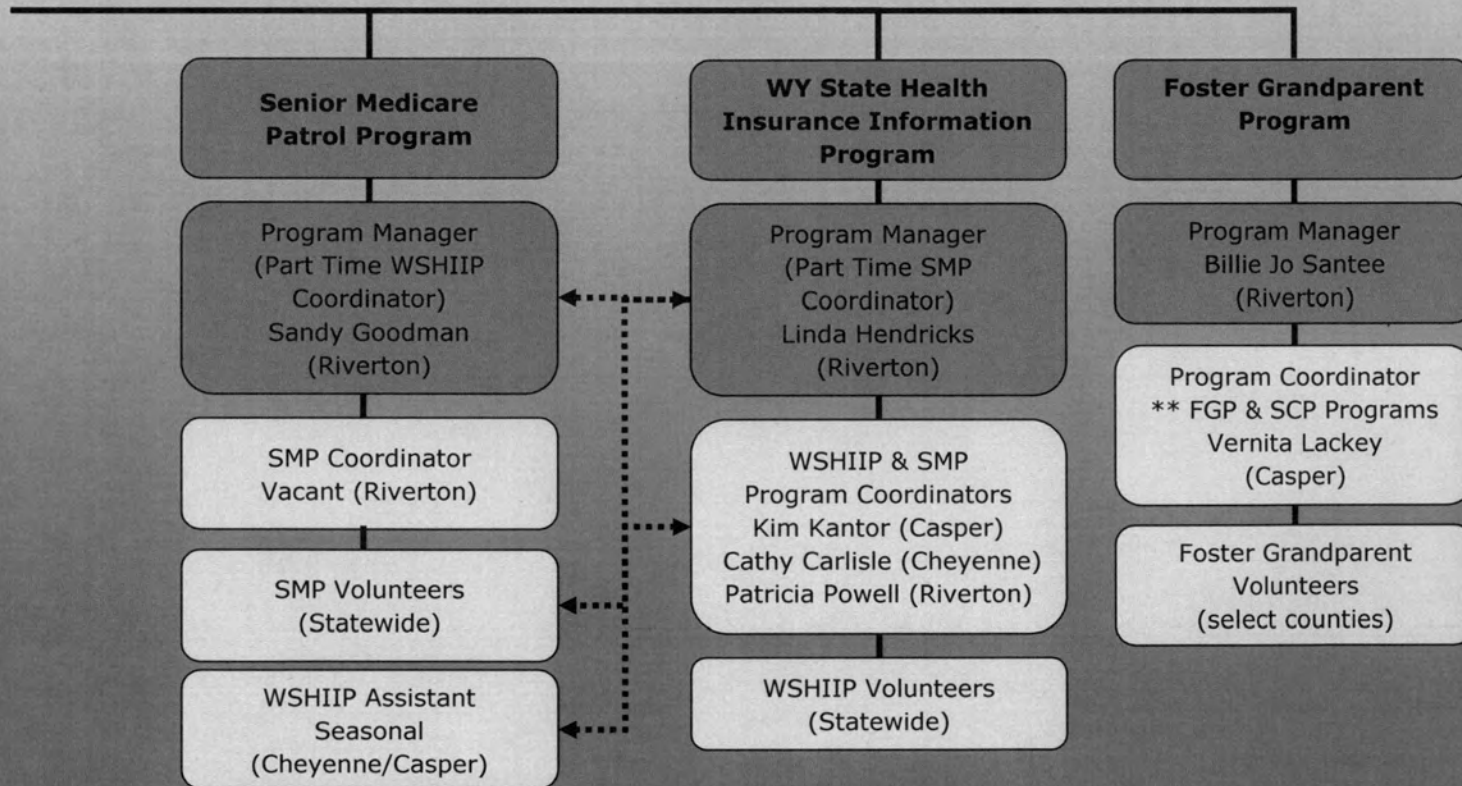 Senior Medicare
Patrol Program
Program Manager
(Part Time WSHIIP
Coordinator)
Sandy Goodman
(Riverton)
SMP Coordinator
Vacant (Riverton)
SMP Volunteers
(Statewide)
WSHIIP Assistant
Seasonal
(Cheyenne/Casper)
WY State Health
Insurance Information
Program
Program Manager
(Part Time SMP
Coordinator)
Linda Hendricks
(Riverton)
WSHIIP & SMP
Program Coordinators
Kim Kantor (Casper)
Cathy Carlisle (Cheyenne)
Patricia Powell (Riverton)
WSHIIP Volunteers
(Statewide)
Foster Grandparent
Program
Program Manager
Billie Jo Santee
(Riverton)
Program Coordinator
** FGP & SCP Programs
Vernita Lackey
(Casper)
Foster Grandparent
Volunteers
(select counties)